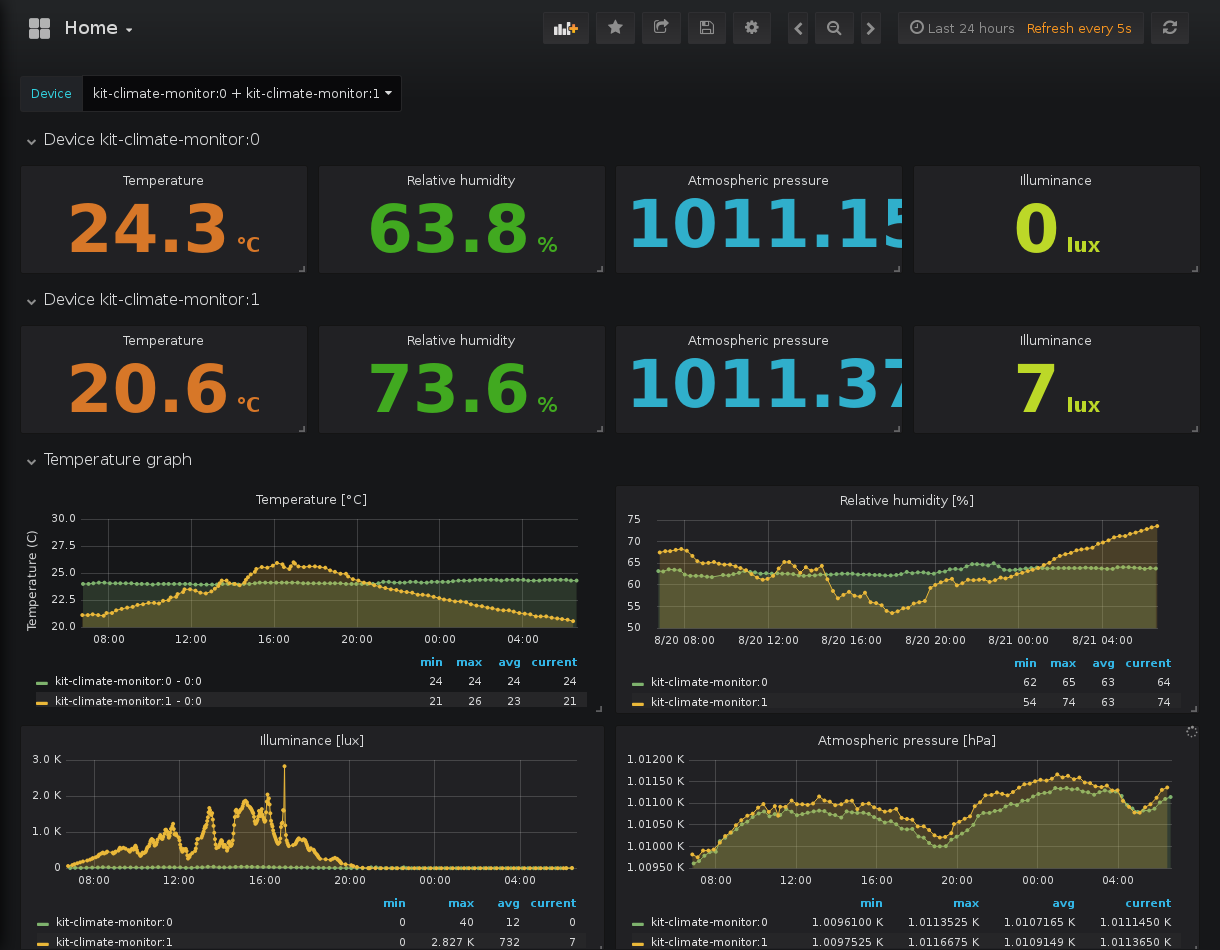 Home
Last 24 hours Refresh every 5s
Device kit-climate-monitor:0 + kit-climate-monitor:1
Device kit-climate-monitor:0
Temperature Relative humidity Atmospheric pressure Illuminance
24.3 °C 63.8 % 1011.15 0 lux
Device kit-climate-monitor:1
Temperature Relative humidity Atmospheric pressure Illuminance
20.6 °C 73.6 % 1011.37 7 lux
Temperature graph
Temperature [°C]
Temperature (C)
30.0
27.5
25.0
22.5
20.0
08:00 12:00 16:00 20:00 00:00 04:00
min max avg current
kit-climate-monitor:0 - 0:0 24 24 24 24
kit-climate-monitor:1 - 0:0 21 26 23 21
Relative humidity [%]
75
70
65
60
55
50
8/20 08:00 8/20 12:00 8/20 16:00 8/20 20:00 8/21 00:00 8/21 04:00
min max avg current
kit-climate-monitor:0 62 65 63 64
kit-climate-monitor:1 54 74 63 74
Illuminance [lux]
3.0 K
2.0 K
1.0 K
0
08:00 12:00 16:00 20:00 00:00 04:00
min max avg current
kit-climate-monitor:0 0 40 12 0
kit-climate-monitor:1 0 2.827 K 732 7
Atmospheric pressure [hPa]
1.01200 K
1.01150 K
1.01100 K
1.01050 K
1.01000 K
1.00950 K
08:00 12:00 16:00 20:00 00:00 04:00
min max avg current
kit-climate-monitor:0 1.0096100 K 1.0113525 K 1.0107165 K 1.0111450 K
kit-climate-monitor:1 1.0097525 K 1.0116675 K 1.0109149 K 1.0113650 K